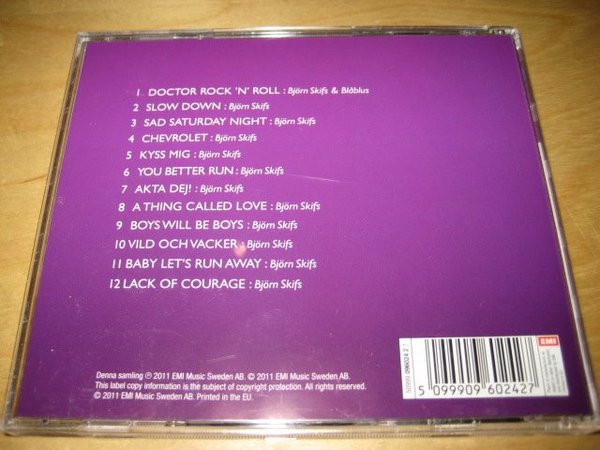 1 DOCTOR ROCK 'N' ROLL : Björn Skifs & Blåblus
2 SLOW DOWN : Björn Skifs
3 SAD SATURDAY NIGHT : Björn Skifs
4 CHEVROLET : Björn Skifs
5 KYSS MIG : Björn Skifs
6 YOU BETTER RUN : Björn Skifs
7 AKTA DEJ! : Björn Skifs
8 A THING CALLED LOVE : Björn Skifs
9 BOYS WILL BE BOYS : Björn Skifs
10 VILD OCH VACKER : Björn Skifs
11 BABY LET'S RUN AWAY : Björn Skifs
12 LACK OF COURAGE : Björn Skifs
Denna samling ℗ 2011 EMI Music Sweden AB. © 2011 EMI Music Sweden AB.
This label copy information is the subject of copyright protection. All rights reserved.
© 2011 EMI Music Sweden AB. Printed in the EU.
5 099909 602427
EMI